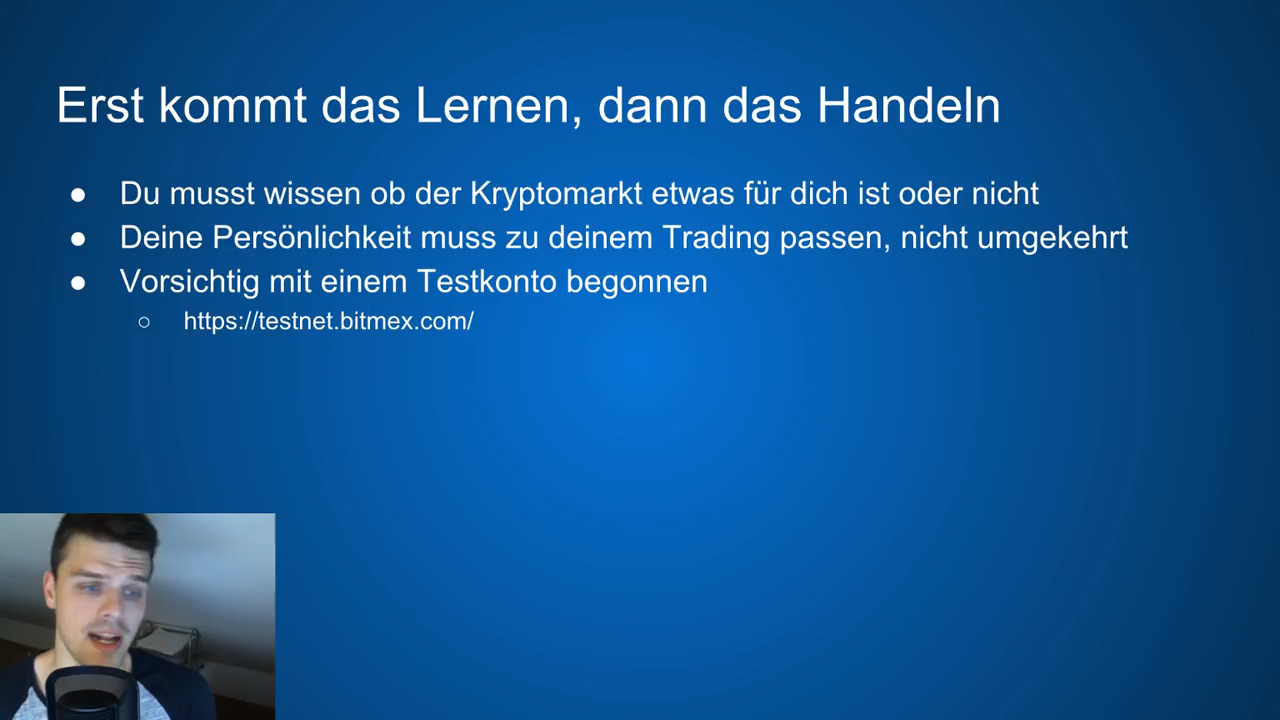 Erst kommt das Lernen, dann das Handeln
● Du musst wissen ob der Kryptomarkt etwas für dich ist oder nicht
● Deine Persönlichkeit muss zu deinem Trading passen, nicht umgekehrt
● Vorsichtig mit einem Testkonto begonnen
○ https://testnet.bitmex.com/